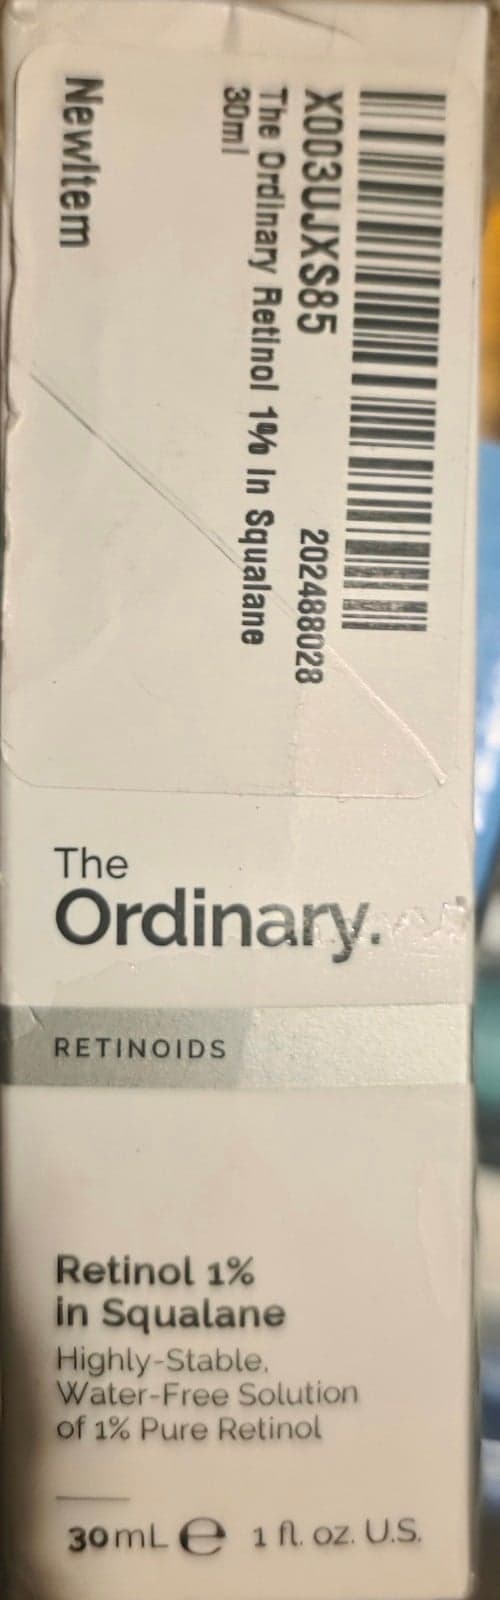 X003UJXS85 202488028
The Ordinary Retinol 1% in Squalane
30ml
NewItem
The
Ordinary.
RETINOIDS
Retinol 1%
in Squalane
Highly-Stable,
Water-Free Solution
of 1% Pure Retinol
30mL ℮ 1 fl. oz. U.S.